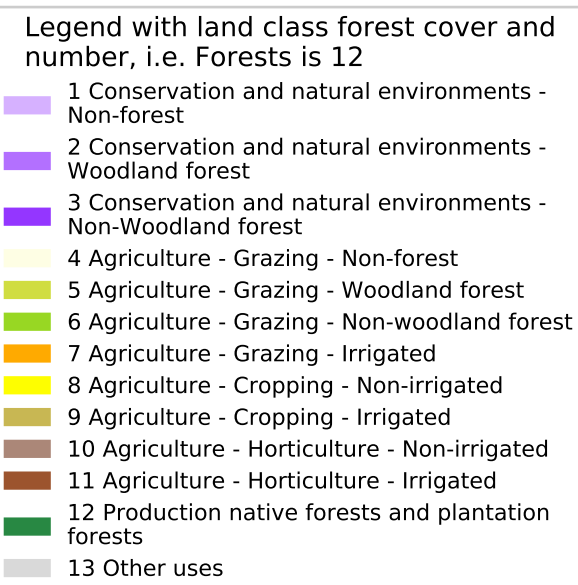 Legend with land class forest cover and
number, i.e. Forests is 12
1 Conservation and natural environments -
Non-forest
2 Conservation and natural environments -
Woodland forest
3 Conservation and natural environments -
Non-Woodland forest
4 Agriculture - Grazing - Non-forest
5 Agriculture - Grazing - Woodland forest
6 Agriculture - Grazing - Non-woodland forest
7 Agriculture - Grazing - Irrigated
8 Agriculture - Cropping - Non-irrigated
9 Agriculture - Cropping - Irrigated
10 Agriculture - Horticulture - Non-irrigated
11 Agriculture - Horticulture - Irrigated
12 Production native forests and plantation
forests
13 Other uses